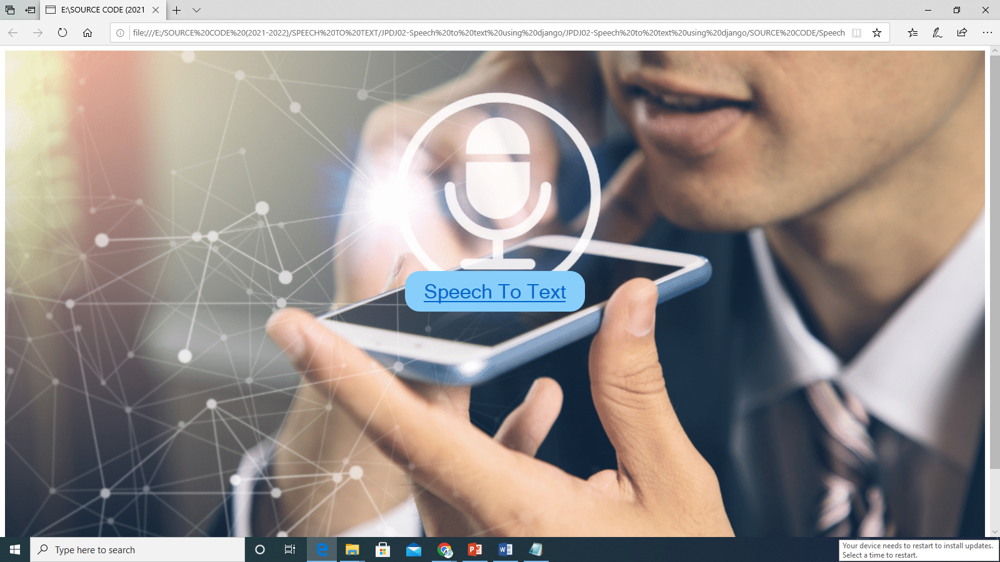 E:\SOURCE CODE (2021
file:///E:/SOURCE%20CODE%20(2021-2022)/SPEECH%20TO%20TEXT/JPDJ02-Speech%20to%20text%20using%20django/JPDJ02-Speech%20to%20text%20using%20django/SOURCE%20CODE/Speech
Speech To Text
Type here to search
Your device needs to restart to install updates.
Select a time to restart.